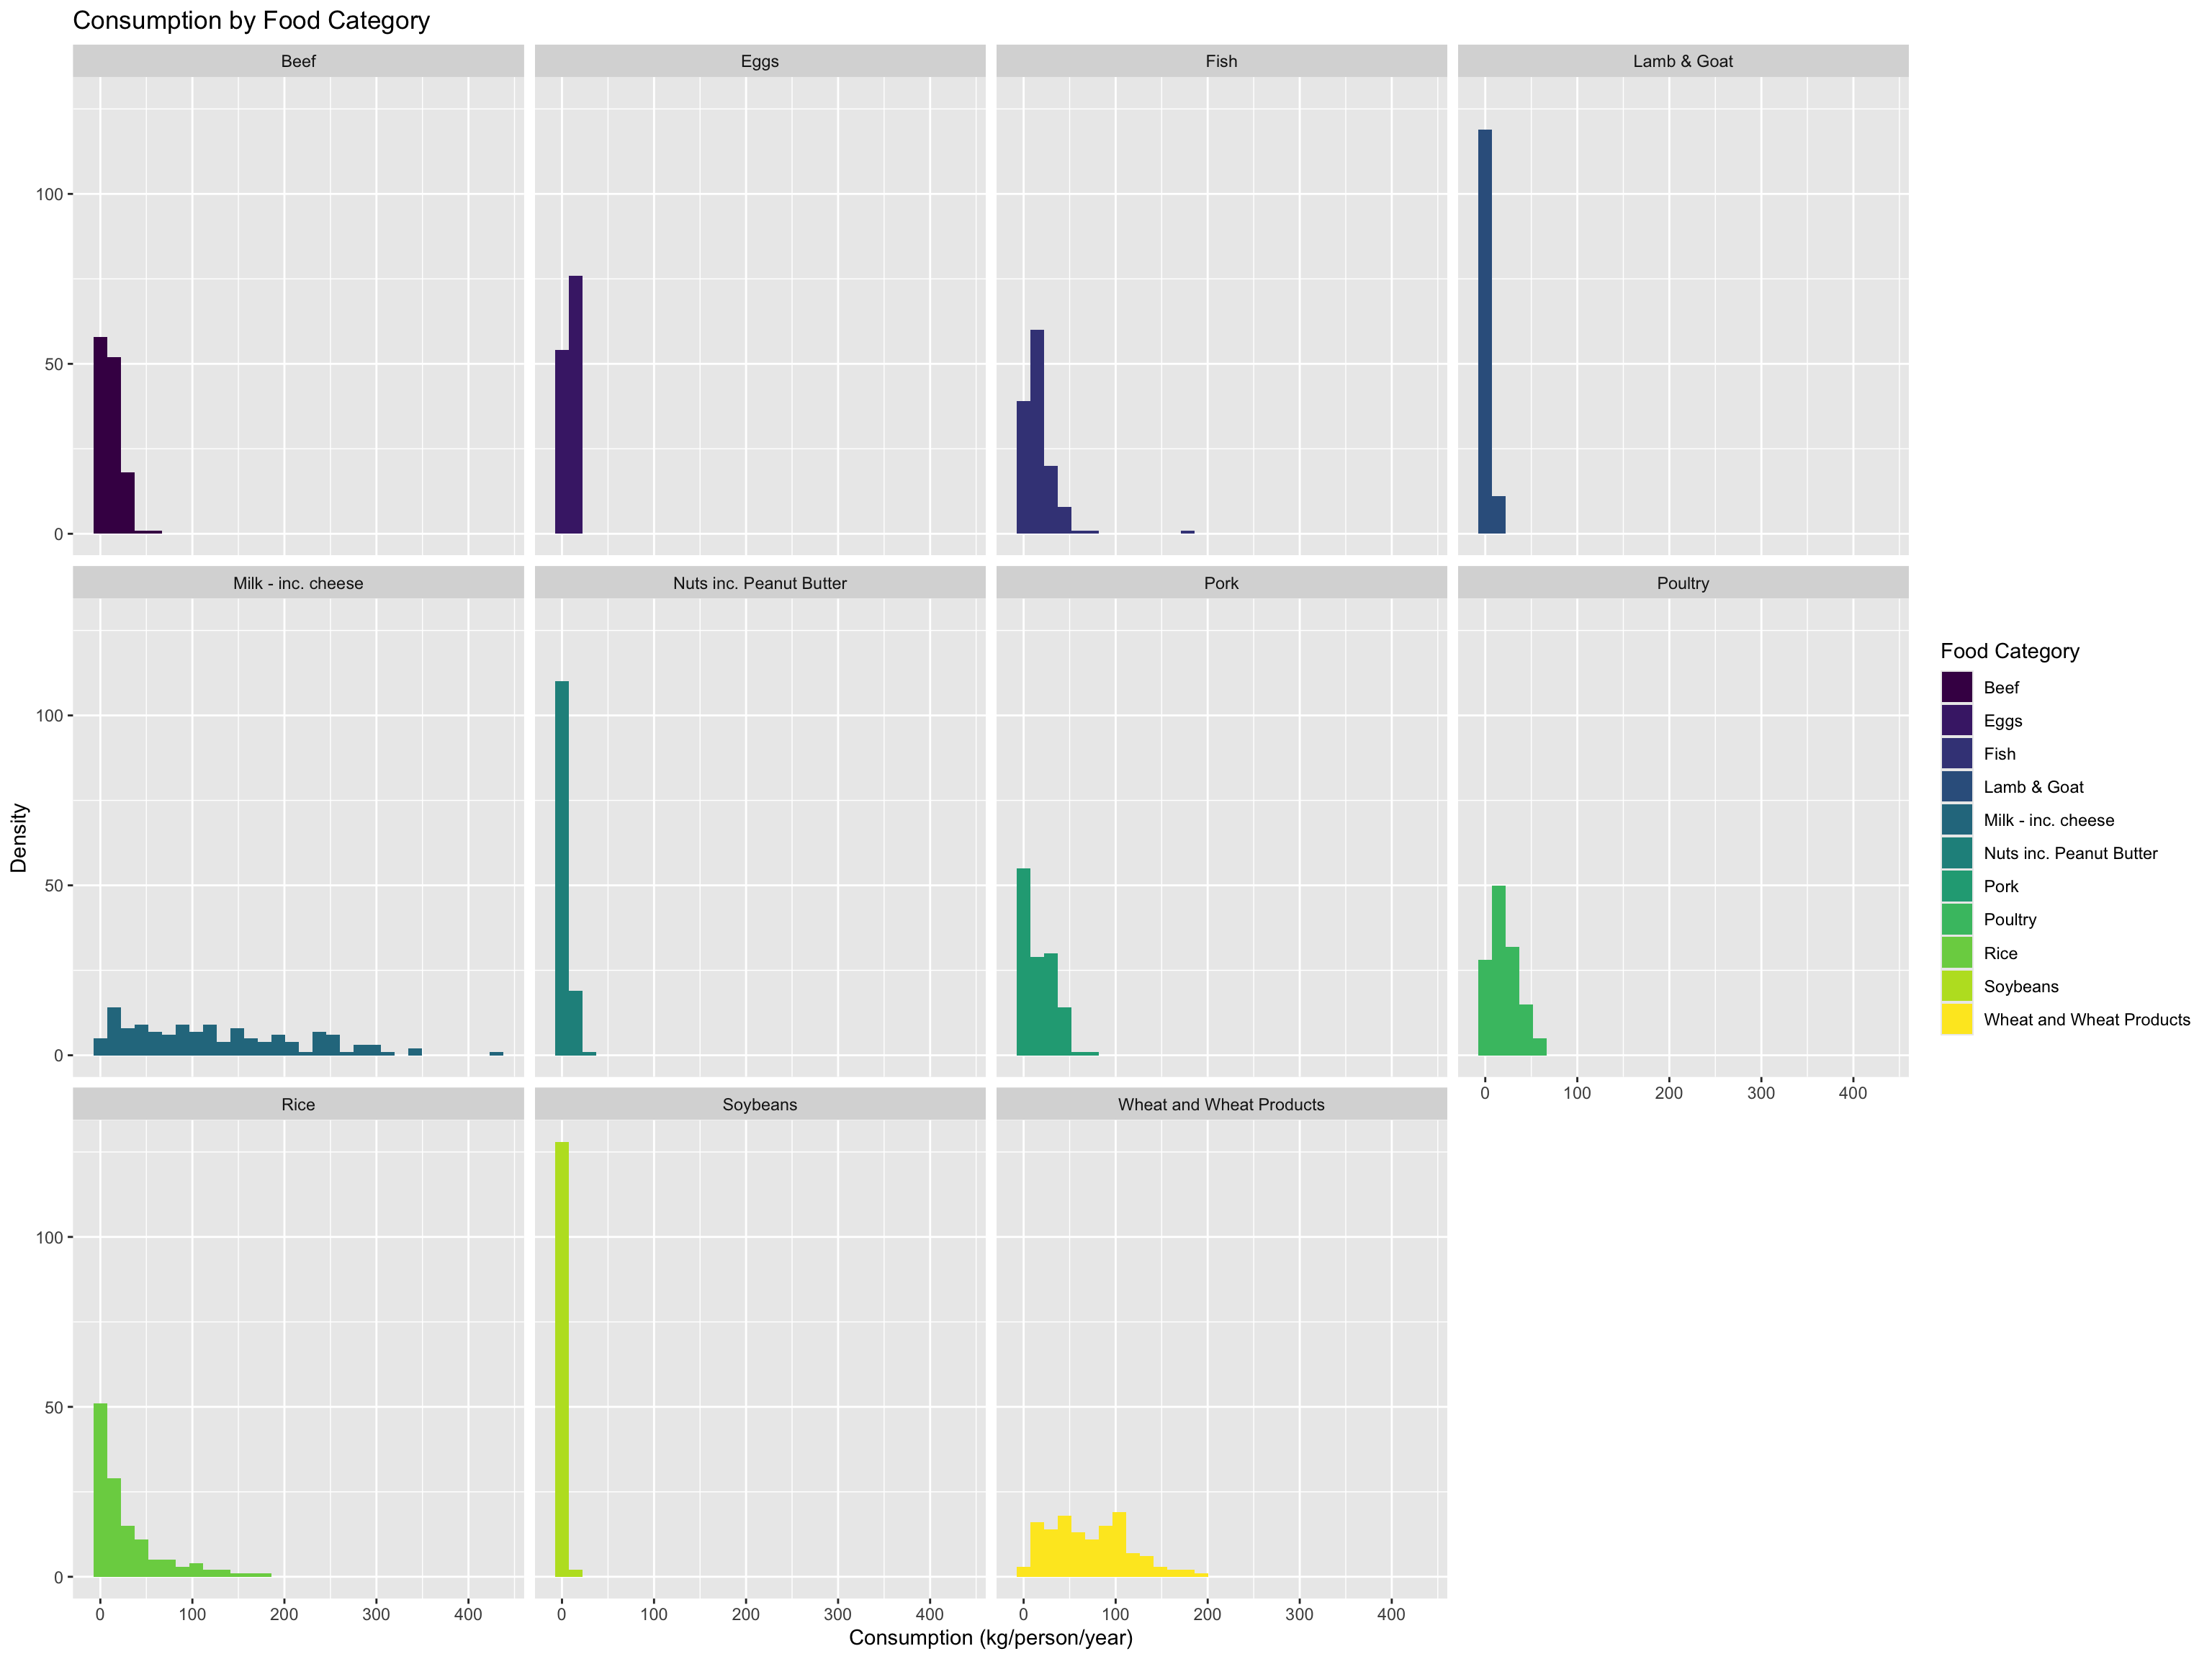 Consumption by Food Category
Beef
Eggs
Fish
Lamb & Goat
100
50
0
Milk - inc. cheese
Nuts inc. Peanut Butter
Pork
Poultry
100
50
0
0 100 200 300 400
Rice
Soybeans
Wheat and Wheat Products
100
50
0
0 100 200 300 400
0 100 200 300 400
0 100 200 300 400
Consumption (kg/person/year)
Density
Food Category
Beef
Eggs
Fish
Lamb & Goat
Milk - inc. cheese
Nuts inc. Peanut Butter
Pork
Poultry
Rice
Soybeans
Wheat and Wheat Products